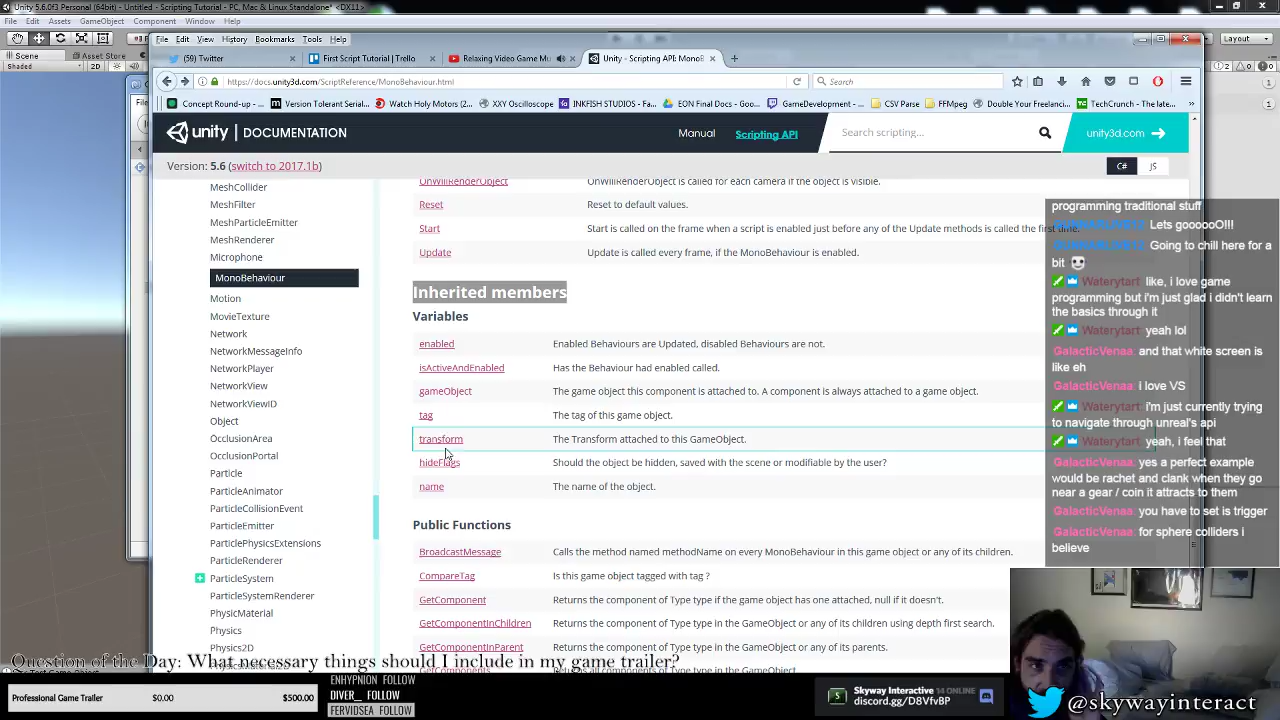 Unity 5.6.0f3 Personal (64bit) - Untitled - Scripting Tutorial - PC, Mac & Linux Standalone* <DX11>
File Edit Assets GameObject Component Window
File Edit View History Bookmarks Tools Help
Layout
Scene Asset Store
Shaded 2D
(59) Twitter
First Script Tutorial | Trello
Relaxing Video Game Mu
Unity - Scripting API: MonoB
https://docs.unity3d.com/ScriptReference/MonoBehaviour.html
Search
Concept Round-up - ... Version Tolerant Serial... Watch Holy Motors (2... XXY Oscilloscope INKFISH STUDIOS - Fa... EON Final Docs - Goo... GameDevelopment - ... CSV Parse FFMpeg Double Your Freelanci... TechCrunch - The late...
unity | DOCUMENTATION
Manual Scripting API
Search scripting...
unity3d.com
Version: 5.6 (switch to 2017.1b)
C# JS
MeshCollider
MeshFilter
MeshParticleEmitter
MeshRenderer
Microphone
MonoBehaviour
Motion
MovieTexture
Network
NetworkMessageInfo
NetworkPlayer
NetworkView
NetworkViewID
Object
OcclusionArea
OcclusionPortal
Particle
ParticleAnimator
ParticleCollisionEvent
ParticleEmitter
ParticlePhysicsExtensions
ParticleRenderer
ParticleSystem
ParticleSystemRenderer
PhysicMaterial
Physics
Physics2D
OnWillRenderObject OnWillRenderObject is called for each camera if the object is visible.
Reset Reset to default values.
Start Start is called on the frame when a script is enabled just before any of the Update methods is called the first time.
Update Update is called every frame, if the MonoBehaviour is enabled.
Inherited members
Variables
enabled Enabled Behaviours are Updated, disabled Behaviours are not.
isActiveAndEnabled Has the Behaviour had enabled called.
gameObject The game object this component is attached to. A component is always attached to a game object.
tag The tag of this game object.
transform The Transform attached to this GameObject.
hideFlags Should the object be hidden, saved with the scene or modifiable by the user?
name The name of the object.
Public Functions
BroadcastMessage Calls the method named methodName on every MonoBehaviour in this game object or any of its children.
CompareTag Is this game object tagged with tag ?
GetComponent Returns the component of Type type if the game object has one attached, null if it doesn't.
GetComponentInChildren Returns the component of Type type in the GameObject or any of its children using depth first search.
GetComponentInParent Returns the component of Type type in the GameObject or any of its parents.
GetComponents components of Type type in the GameObject.
programming traditional stuff
Lets goooooO!!!
Going to chill here for a
bit
Waterytart: like, i love game
programming but i'm just glad i didn't learn
the basics through it
Waterytart: yeah lol
GalacticVenaa: and that white screen is
like eh
GalacticVenaa: i love VS
Waterytart: i'm just currently trying
to navigate through unreal's api
Waterytart: yeah, i feel that
GalacticVenaa: yes a perfect example
would be rachet and clank when they go
near a gear / coin it attracts to them
GalacticVenaa: you have to set is trigger
GalacticVenaa: for sphere colliders i
believe
Question of the Day: What necessary things should I include in my game trailer?
Professional Game Trailer $0.00 $500.00
ENHYPNION FOLLOW
DIVER__ FOLLOW
FERVIDSEA FOLLOW
Skyway Interactive 14 ONLINE
discord.gg/D8VfvBP
@skywayinteract